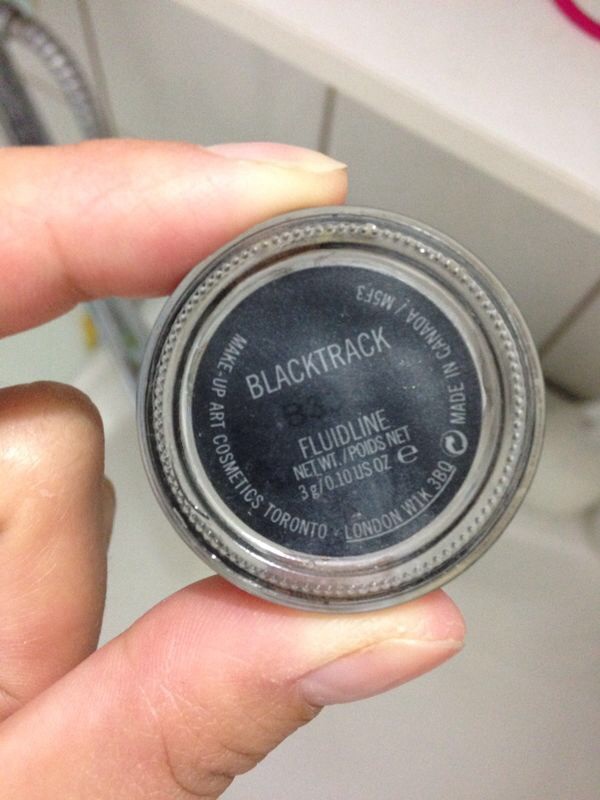 BLACKTRACK
FLUIDLINE
NET WT. / POIDS NET
3 g / 0.10 US OZ e
MAKE-UP ART COSMETICS TORONTO · LONDON W1K 3BQ
MADE IN CANADA / M5F3